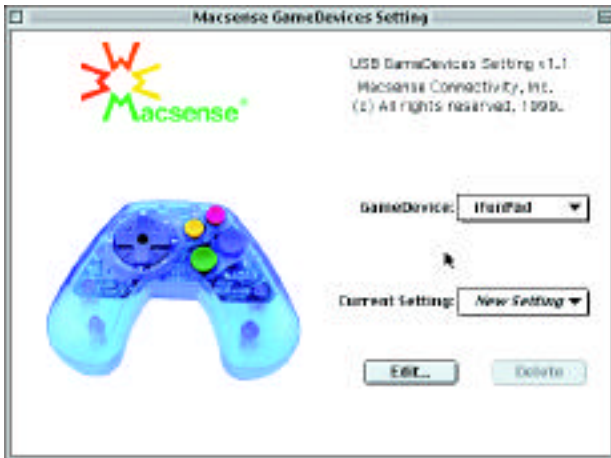 Macsense GameDevices Setting
Macsense®
USB GameDevices Setting v1.1
Macsense Connectivity, Inc.
(c) All rights reserved, 1999.
GameDevice: iFunPad
Current Setting: New Setting
Edit... Delete